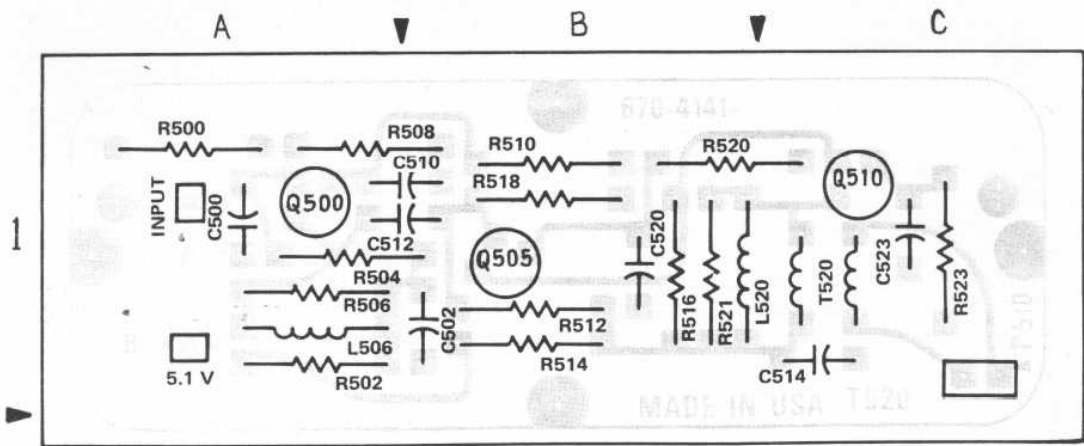 A B C
670-4141-
R500 R508 R510 R520
C510
R518
INPUT C500 Q500 Q510
1
C512 Q505 C520 C523
R504
R506 R516 R521 L520 T520 R523
C502 R512
L506
R514
5.1 V R502 C514
P510
MADE IN USA T520